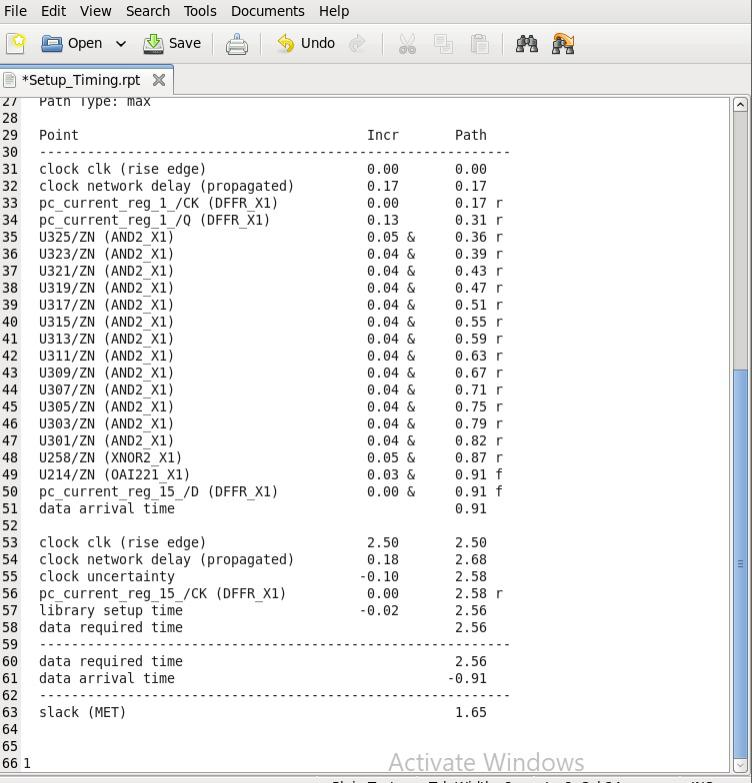 File Edit View Search Tools Documents Help
Open Save Undo
*Setup_Timing.rpt
27 Path Type: max
28
29 Point Incr Path
30 -----------------------------------------------------------
31 clock clk (rise edge) 0.00 0.00
32 clock network delay (propagated) 0.17 0.17
33 pc_current_reg_1_/CK (DFFR_X1) 0.00 0.17 r
34 pc_current_reg_1_/Q (DFFR_X1) 0.13 0.31 r
35 U325/ZN (AND2_X1) 0.05 & 0.36 r
36 U323/ZN (AND2_X1) 0.04 & 0.39 r
37 U321/ZN (AND2_X1) 0.04 & 0.43 r
38 U319/ZN (AND2_X1) 0.04 & 0.47 r
39 U317/ZN (AND2_X1) 0.04 & 0.51 r
40 U315/ZN (AND2_X1) 0.04 & 0.55 r
41 U313/ZN (AND2_X1) 0.04 & 0.59 r
42 U311/ZN (AND2_X1) 0.04 & 0.63 r
43 U309/ZN (AND2_X1) 0.04 & 0.67 r
44 U307/ZN (AND2_X1) 0.04 & 0.71 r
45 U305/ZN (AND2_X1) 0.04 & 0.75 r
46 U303/ZN (AND2_X1) 0.04 & 0.79 r
47 U301/ZN (AND2_X1) 0.04 & 0.82 r
48 U258/ZN (XNOR2_X1) 0.05 & 0.87 r
49 U214/ZN (OAI221_X1) 0.03 & 0.91 f
50 pc_current_reg_15_/D (DFFR_X1) 0.00 & 0.91 f
51 data arrival time 0.91
52
53 clock clk (rise edge) 2.50 2.50
54 clock network delay (propagated) 0.18 2.68
55 clock uncertainty -0.10 2.58
56 pc_current_reg_15_/CK (DFFR_X1) 0.00 2.58 r
57 library setup time -0.02 2.56
58 data required time 2.56
59 -----------------------------------------------------------
60 data required time 2.56
61 data arrival time -0.91
62 -----------------------------------------------------------
63 slack (MET) 1.65
64
65
66 1
Activate Windows